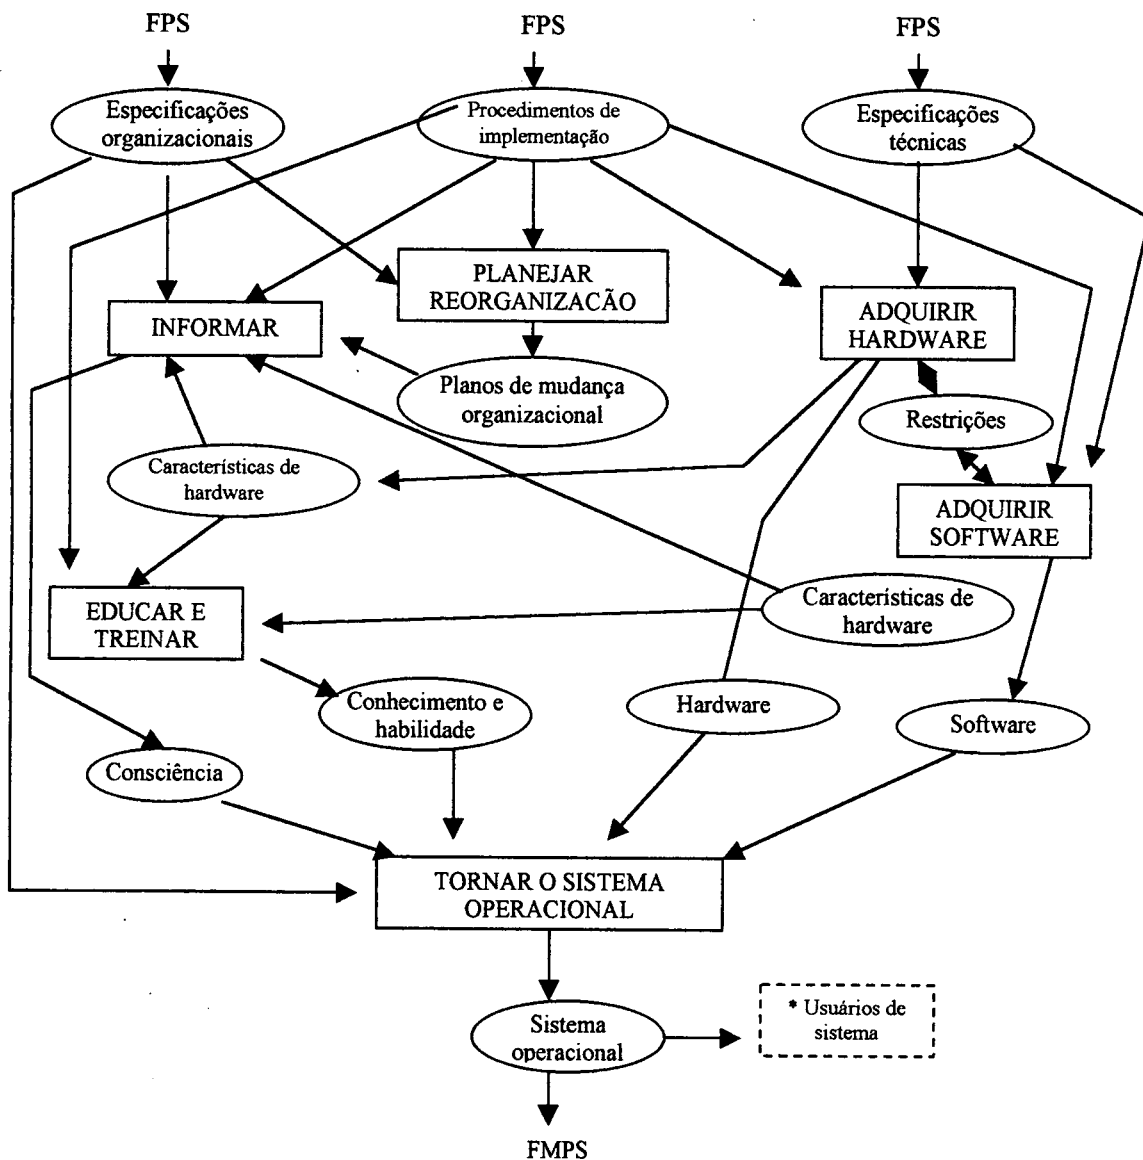 FPS
FPS
FPS
Especificações
organizacionais
Procedimentos de
implementação
Especificações
técnicas
PLANEJAR
REORGANIZACÃO
INFORMAR
ADQUIRIR
HARDWARE
Planos de mudança
organizacional
Restrições
Características de
hardware
ADQUIRIR
SOFTWARE
EDUCAR E
TREINAR
Características de
hardware
Conhecimento e
habilidade
Hardware
Software
Consciência
TORNAR O SISTEMA
OPERACIONAL
Sistema
operacional
* Usuários de
sistema
FMPS